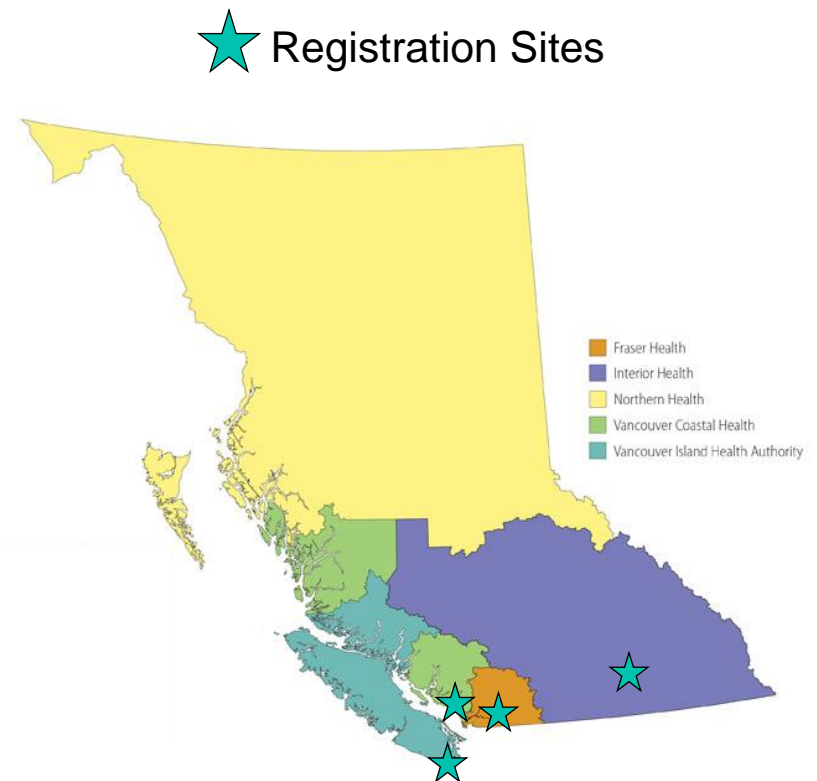 Registration Sites
Fraser Health
Interior Health
Northern Health
Vancouver Coastal Health
Vancouver Island Health Authority